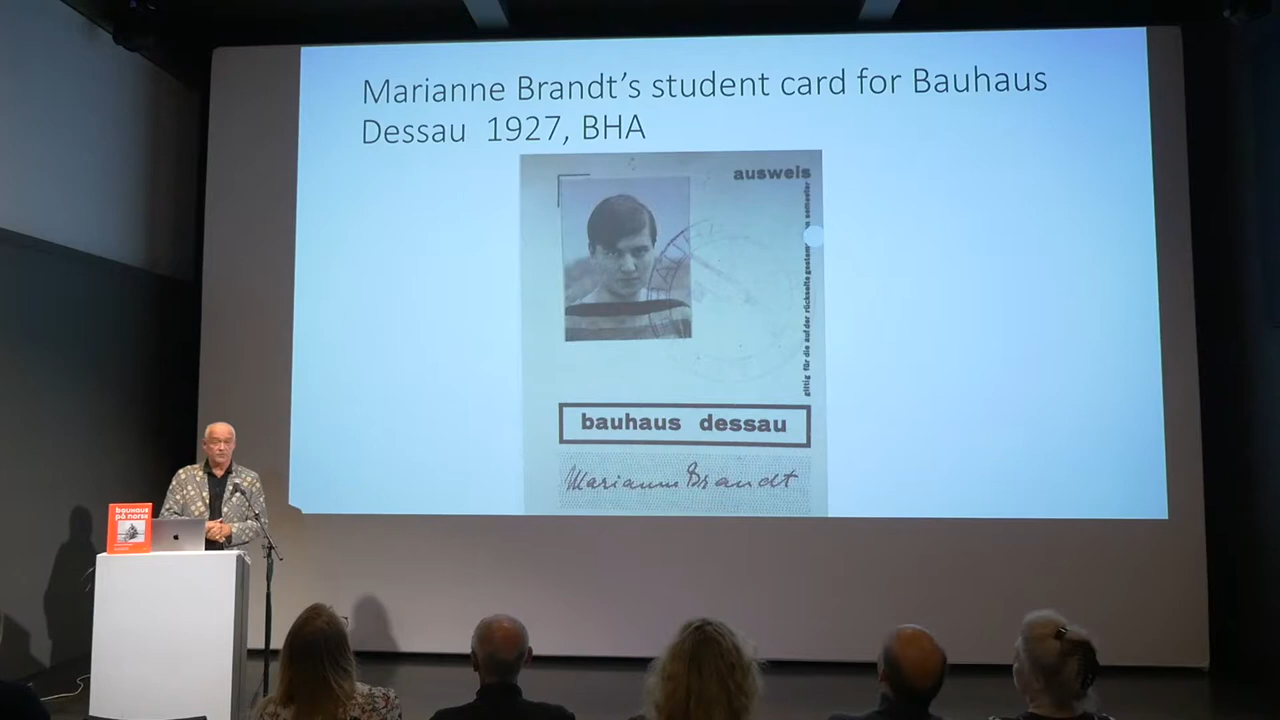 Marianne Brandt's student card for Bauhaus
Dessau 1927, BHA
ausweis
gültig für die auf der rückseite gestem semester
bauhaus dessau
Marianne Brandt
bauhaus
på norsk